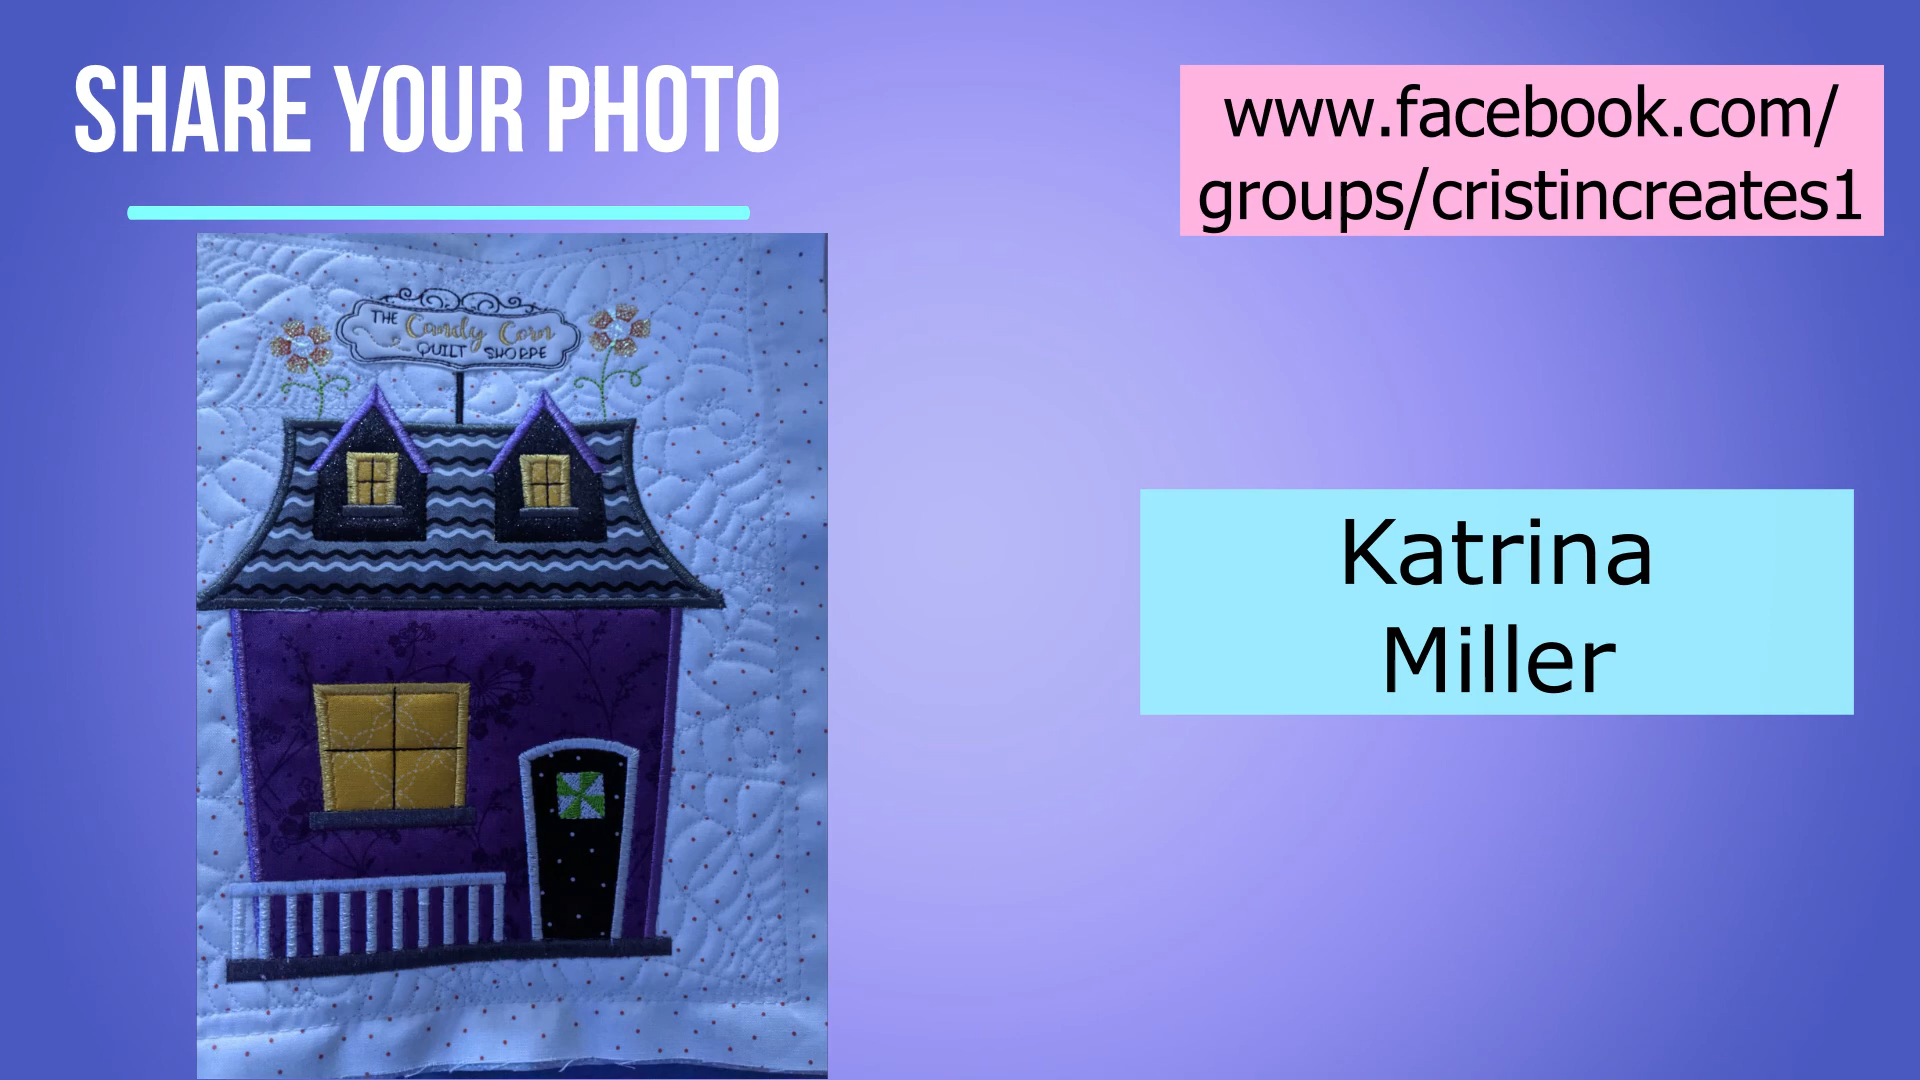 SHARE YOUR PHOTO
www.facebook.com/
groups/cristincreates1
THE Candy Corn
QUILT SHOPPE
Katrina
Miller